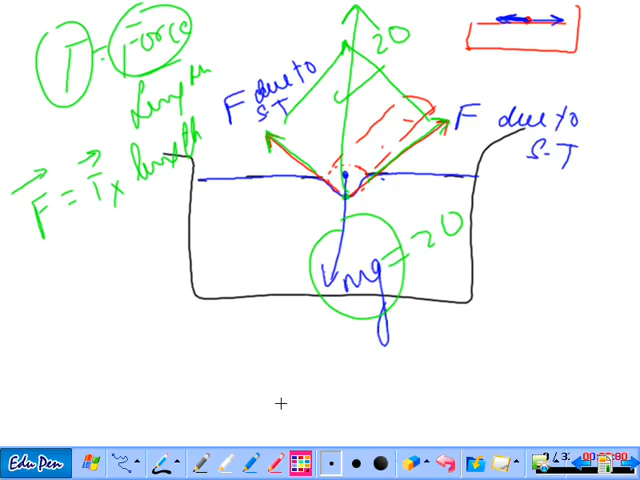 T = Force
Length
F = T x length
20
F due to
S T
F due to
S-T
mg = 20
Edu Pen